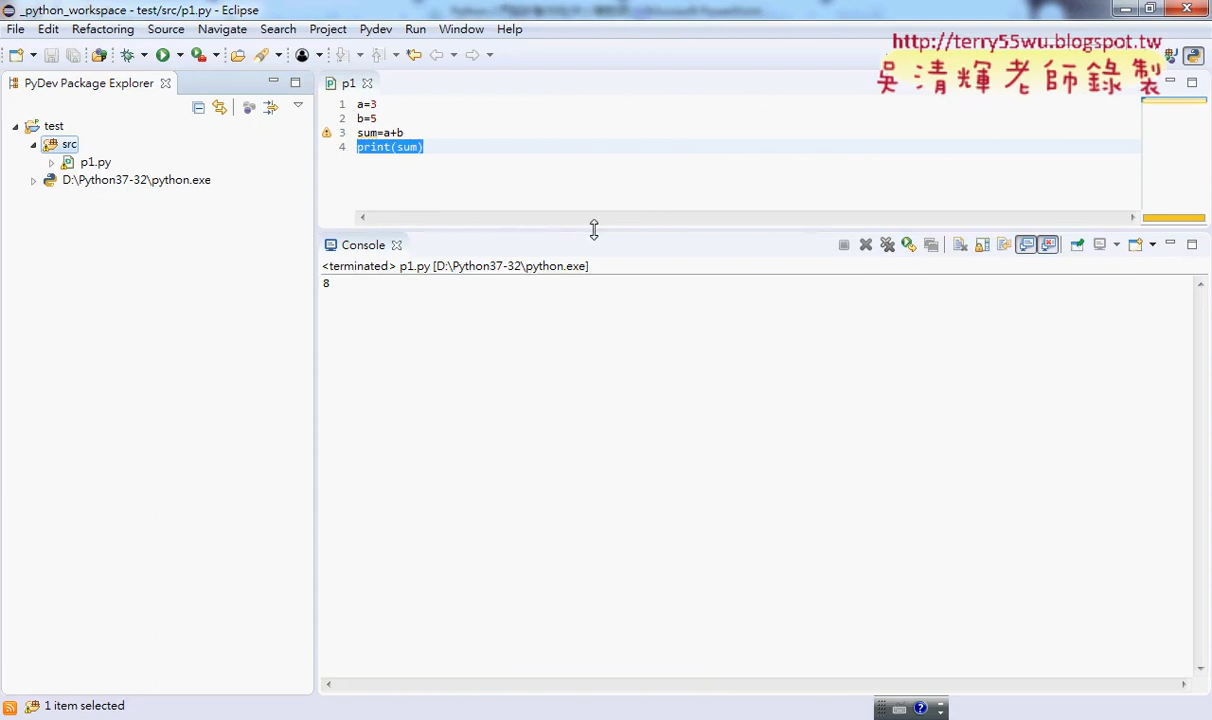 _python_workspace - test/src/p1.py - Eclipse
File Edit Refactoring Source Navigate Search Project Pydev Run Window Help
http://terry55wu.blogspot.tw
吳清輝老師錄製
PyDev Package Explorer
p1
test
src
p1.py
D:\Python37-32\python.exe
1 a=3
2 b=5
3 sum=a+b
4 print(sum)
Console
<terminated> p1.py [D:\Python37-32\python.exe]
8
1 item selected